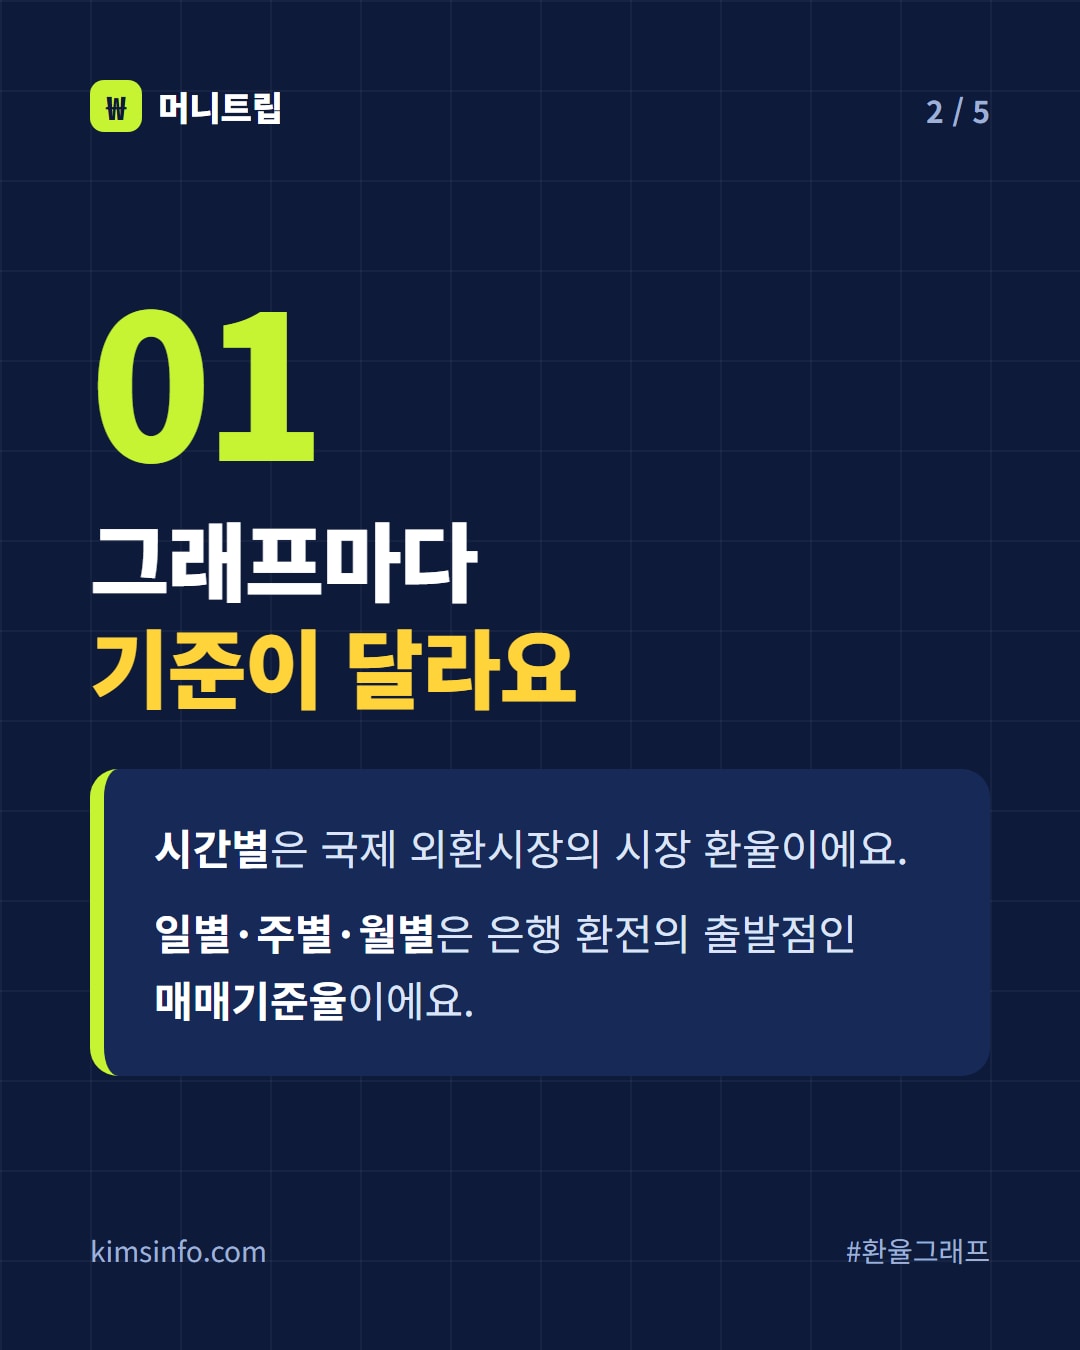 ₩ 머니트립
2 / 5
01
그래프마다
기준이 달라요
시간별은 국제 외환시장의 시장 환율이에요.
일별·주별·월별은 은행 환전의 출발점인
매매기준율이에요.
kimsinfo.com
#환율그래프